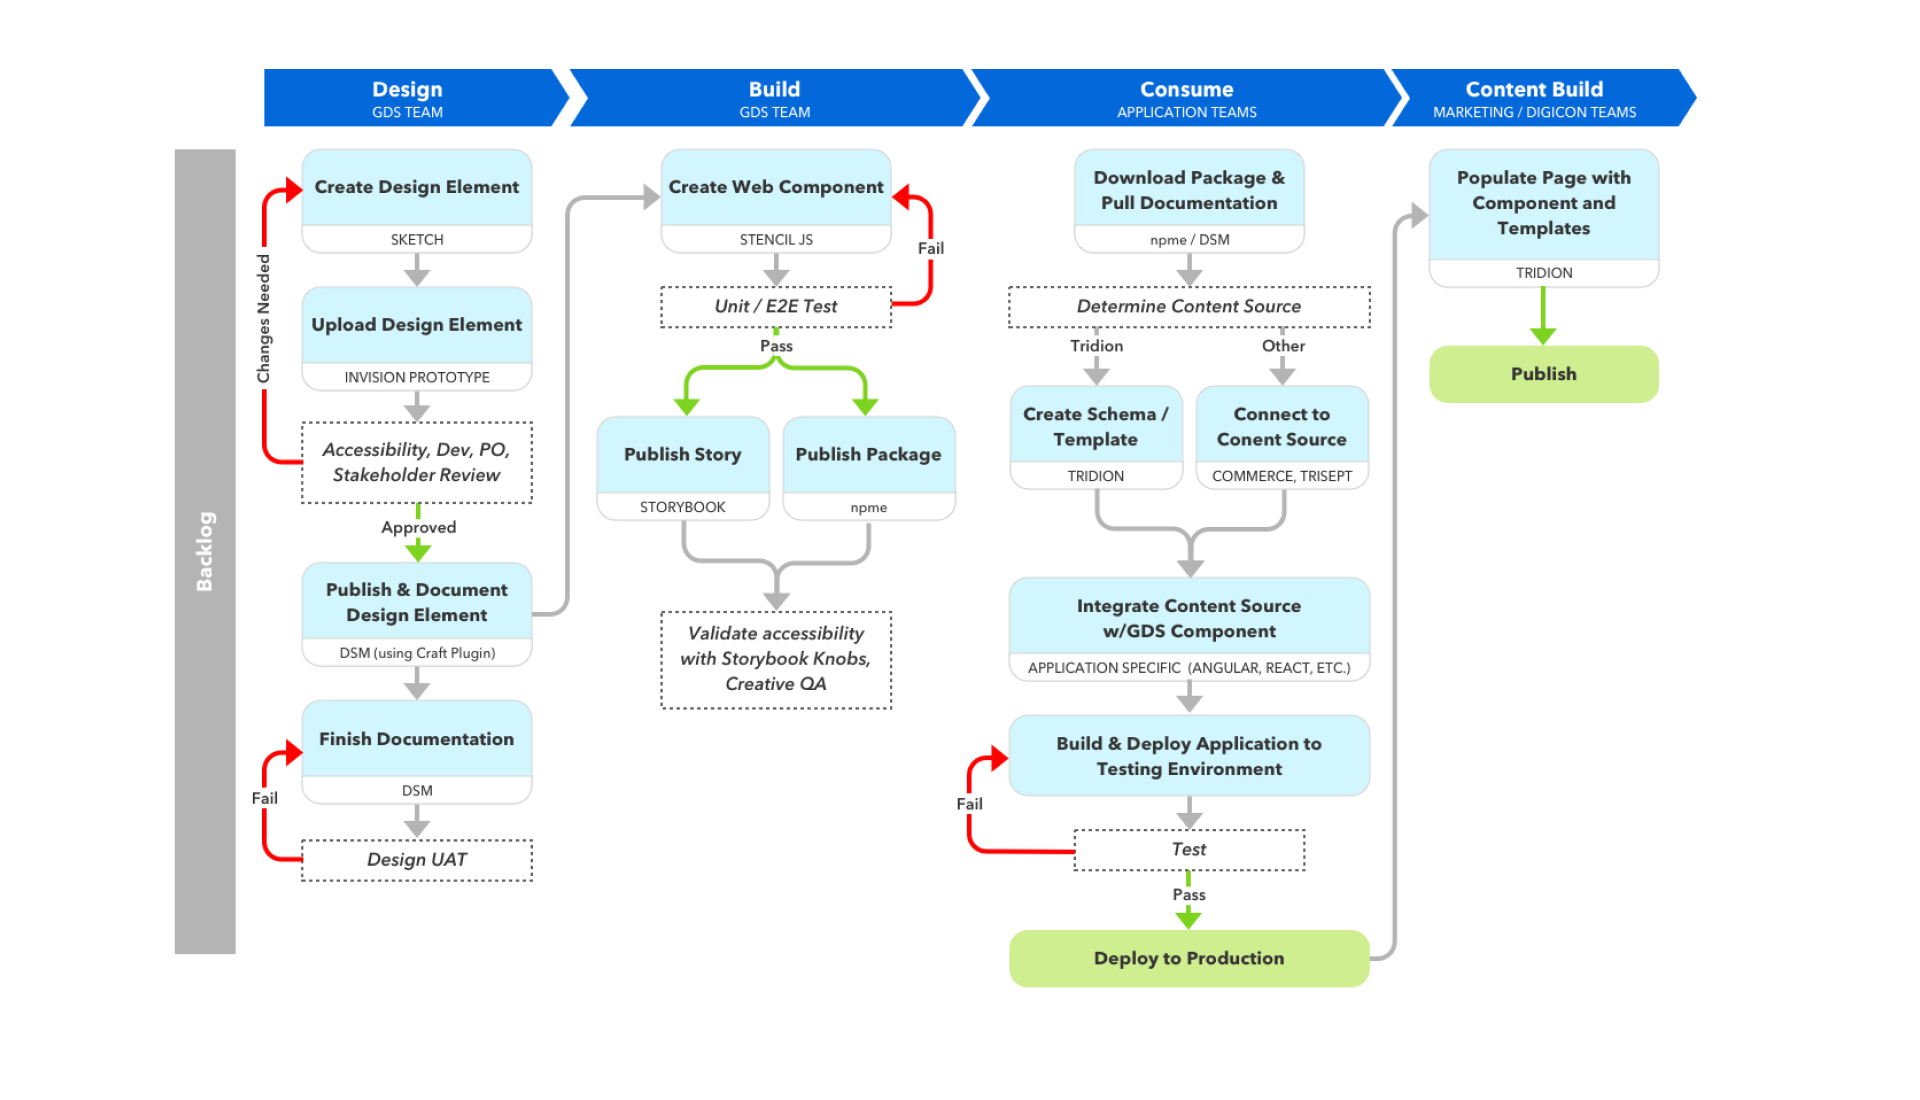 Design
GDS TEAM
Build
GDS TEAM
Consume
APPLICATION TEAMS
Content Build
MARKETING / DIGICON TEAMS
Backlog
Create Design Element
SKETCH
Changes Needed
Upload Design Element
INVISION PROTOTYPE
Accessibility, Dev, PO,
Stakeholder Review
Approved
Publish & Document
Design Element
DSM (using Craft Plugin)
Finish Documentation
DSM
Fail
Design UAT
Create Web Component
STENCIL JS
Fail
Unit / E2E Test
Pass
Publish Story
STORYBOOK
Publish Package
npme
Validate accessibility
with Storybook Knobs,
Creative QA
Download Package &
Pull Documentation
npme / DSM
Determine Content Source
Tridion
Other
Create Schema /
Template
TRIDION
Connect to
Conent Source
COMMERCE, TRISEPT
Integrate Content Source
w/GDS Component
APPLICATION SPECIFIC (ANGULAR, REACT, ETC.)
Build & Deploy Application to
Testing Environment
Fail
Test
Pass
Deploy to Production
Populate Page with
Component and
Templates
TRIDION
Publish